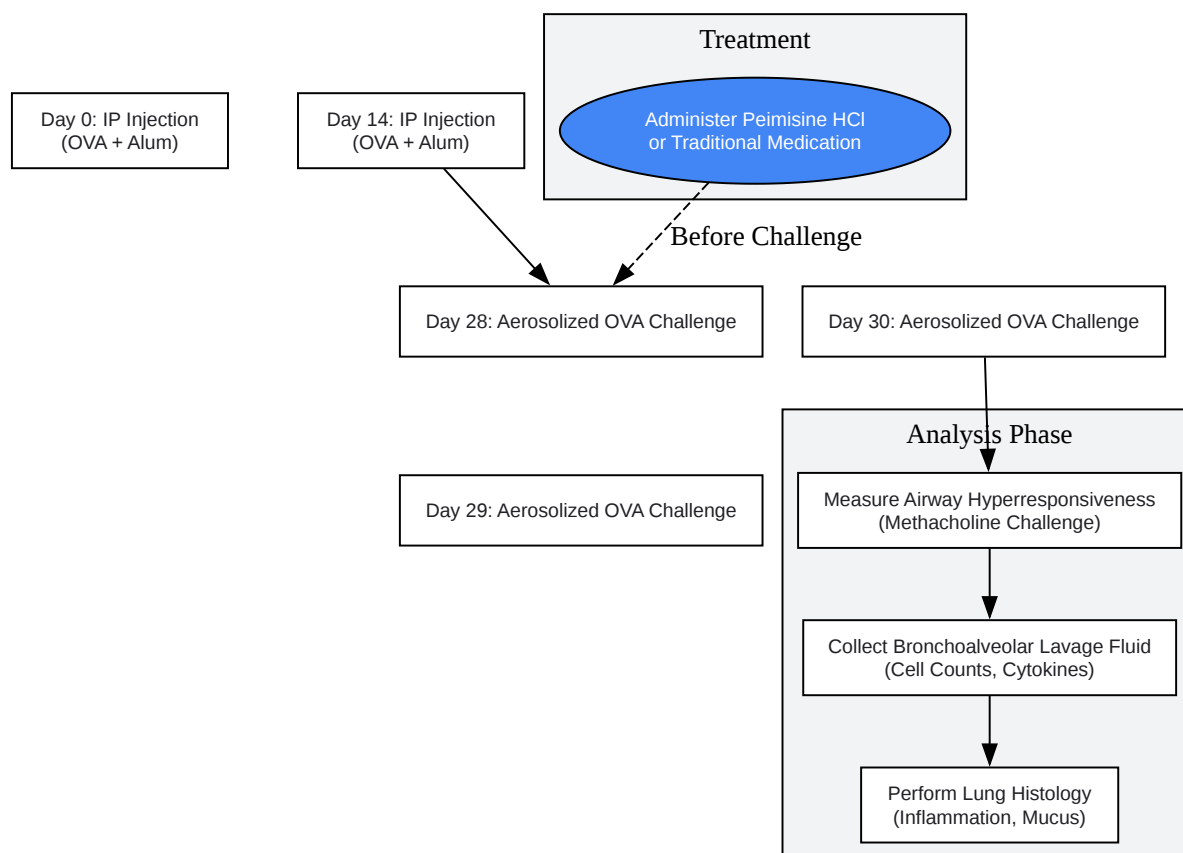 Treatment
Day 0: IP Injection
(OVA + Alum)
Day 14: IP Injection
(OVA + Alum)
Administer Peimisine HCl
or Traditional Medication
Before Challenge
Day 28: Aerosolized OVA Challenge
Day 30: Aerosolized OVA Challenge
Analysis Phase
Day 29: Aerosolized OVA Challenge
Measure Airway Hyperresponsiveness
(Methacholine Challenge)
Collect Bronchoalveolar Lavage Fluid
(Cell Counts, Cytokines)
Perform Lung Histology
(Inflammation, Mucus)